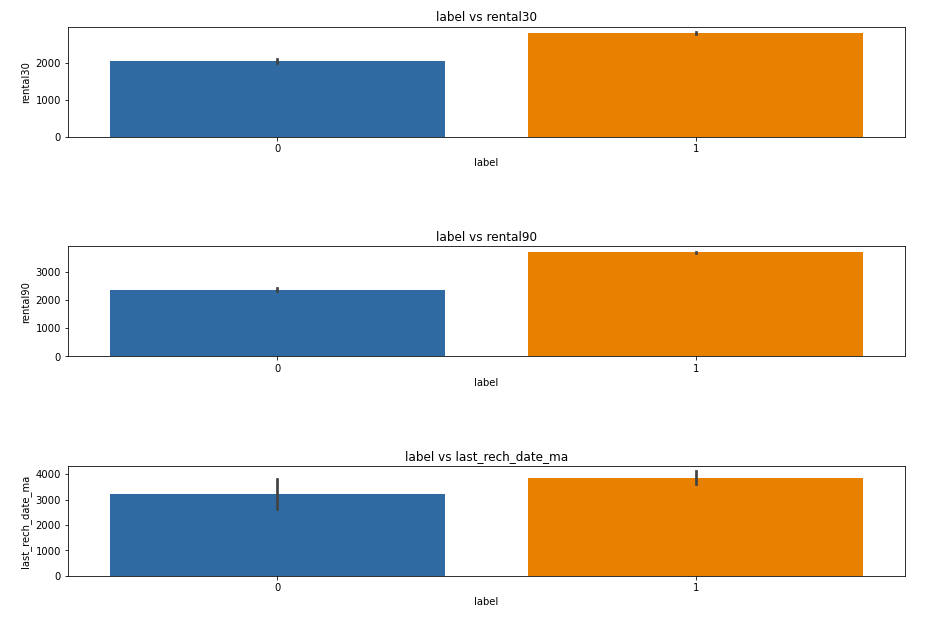 label vs rental30
rental30
2000
1000
0
0
1
label
label vs rental90
rental90
3000
2000
1000
0
0
1
label
label vs last_rech_date_ma
last_rech_date_ma
4000
3000
2000
1000
0
0
1
label